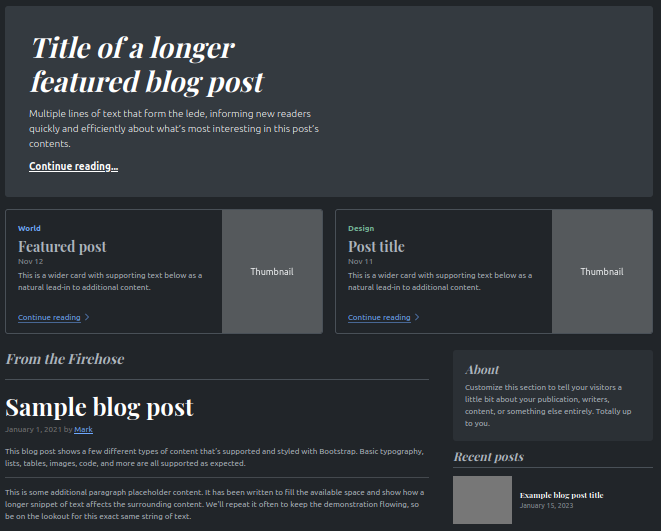 Title of a longer
featured blog post
Multiple lines of text that form the lede, informing new readers
quickly and efficiently about what's most interesting in this post's
contents.
Continue reading...
World
Featured post
Nov 12
This is a wider card with supporting text below as a
natural lead-in to additional content.
Continue reading
Thumbnail
Design
Post title
Nov 11
This is a wider card with supporting text below as a
natural lead-in to additional content.
Continue reading
Thumbnail
From the Firehose
Sample blog post
January 1, 2021 by Mark
This blog post shows a few different types of content that's supported and styled with Bootstrap. Basic typography,
lists, tables, images, code, and more are all supported as expected.
This is some additional paragraph placeholder content. It has been written to fill the available space and show how a
longer snippet of text affects the surrounding content. We'll repeat it often to keep the demonstration flowing, so
be on the lookout for this exact same string of text.
About
Customize this section to tell your visitors a
little bit about your publication, writers,
content, or something else entirely. Totally up
to you.
Recent posts
Example blog post title
January 15, 2023